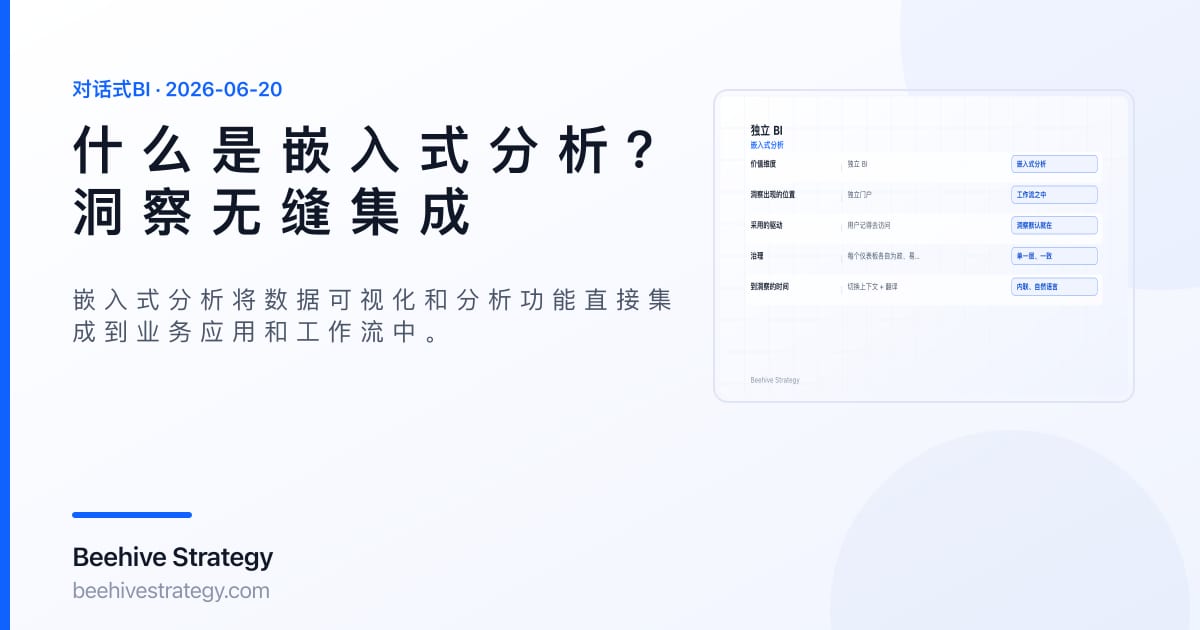 对话式BI · 2026-06-20
什么是嵌入式分析？
洞察无缝集成
嵌入式分析将数据可视化和分析功能直接集
成到业务应用和工作流中。
Beehive Strategy
beehivestrategy.com
独立 BI
嵌入式分析
价值维度 独立 BI 嵌入式分析
洞察出现的位置 独立门户 工作流之中
采用的驱动 用户记得去访问 洞察默认就在
治理 每个仪表板各自为政、易... 单一层、一致
到洞察的时间 切换上下文 + 翻译 内联、自然语言
Beehive Strategy